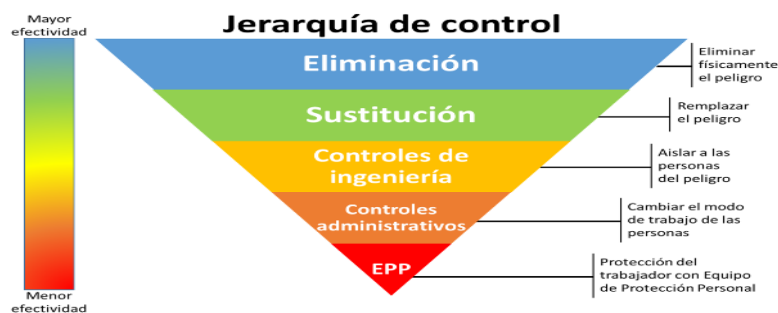 Jerarquía de control
Mayor
efectividad
Eliminación
Eliminar
físicamente
el peligro
Sustitución
Remplazar
el peligro
Controles de
ingeniería
Aislar a las
personas
del peligro
Controles
administrativos
Cambiar el modo
de trabajo de las
personas
EPP
Protección del
trabajador con Equipo
de Protección Personal
Menor
efectividad